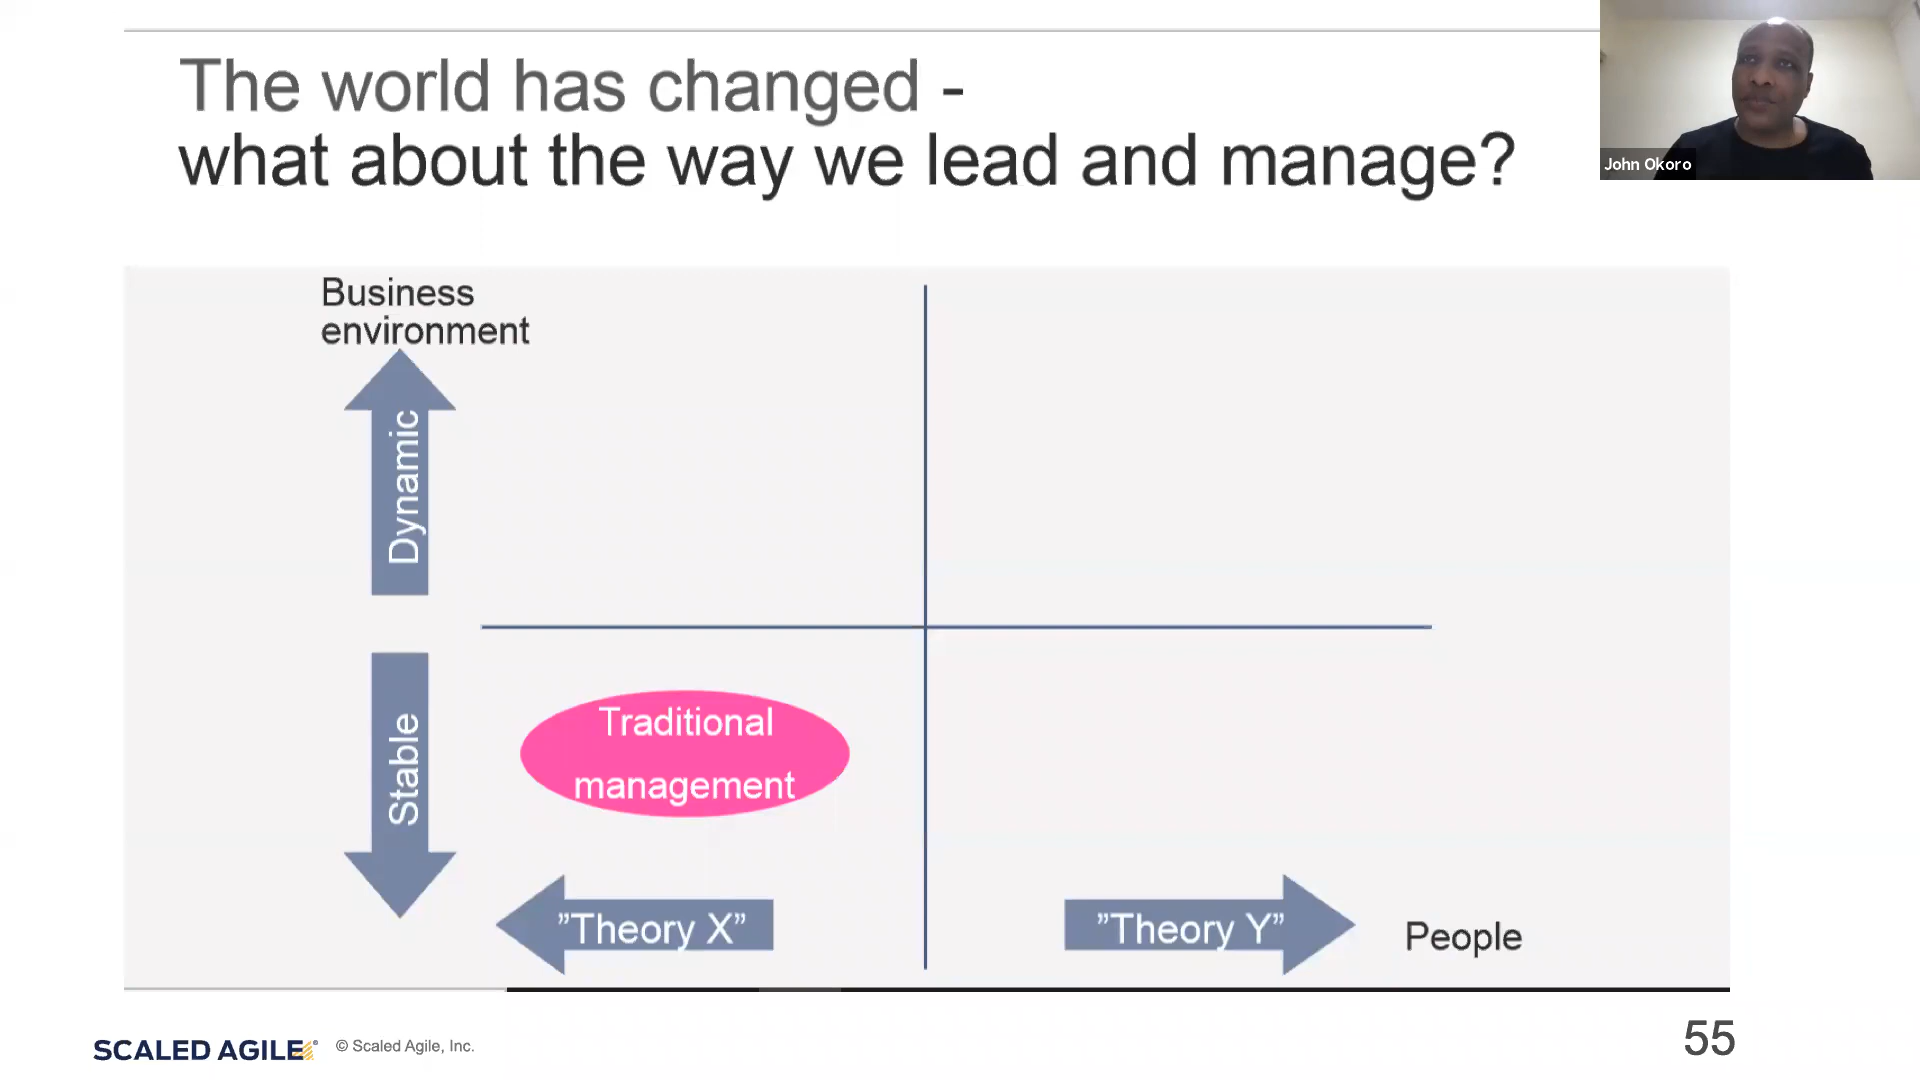 The world has changed -
what about the way we lead and manage?
John Okoro
Business
environment
Dynamic
Stable
Traditional
management
”Theory X”
”Theory Y”
People
SCALED AGILE
© Scaled Agile, Inc.
55